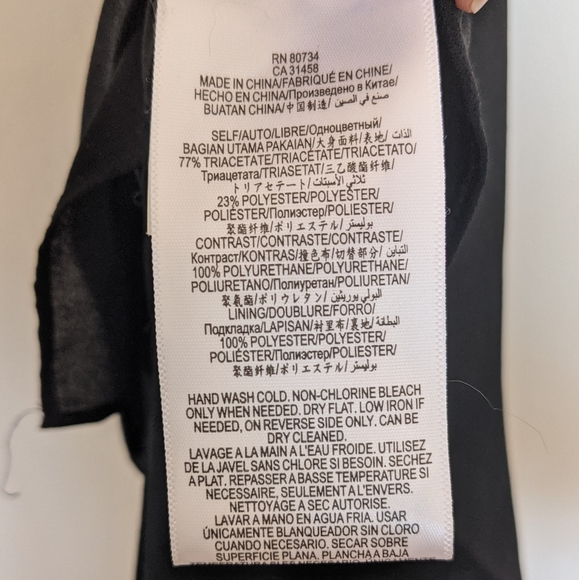 RN 80734
CA 31458
MADE IN CHINA/FABRIQUÉ EN CHINE/
HECHO EN CHINA/Произведено в Китае/
BUATAN CHINA/中国制造/ صنع في الصين
SELF/AUTO/LIBRE/Одноцветный/
BAGIAN UTAMA PAKAIAN/大身面料/表地/ الذات
77% TRIACETATE/TRIACÉTATE/TRIACETATO/
Триацетата/TRIASETAT/三乙酸酯纤维/
トリアセテート/ ثلاثي الأسيتات
23% POLYESTER/POLYESTER/
POLIÉSTER/Полиэстер/POLIESTER/
聚酯纤维/ポリエステル/ بوليستر
CONTRAST/CONTRASTE/CONTRASTE/
Контраст/KONTRAS/撞色布/切替部分/ التباين
100% POLYURETHANE/POLYURETHANE/
POLIURETANO/Полиуретан/POLIURETAN/
聚氨酯/ポリウレタン/ البولي يوريثين
LINING/DOUBLURE/FORRO/
Подкладка/LAPISAN/衬里布/裏地/ البطانة
100% POLYESTER/POLYESTER/
POLIÉSTER/Полиэстер/POLIESTER/
聚酯纤维/ポリエステル/ بوليستر
HAND WASH COLD. NON-CHLORINE BLEACH
ONLY WHEN NEEDED. DRY FLAT. LOW IRON IF
NEEDED, ON REVERSE SIDE ONLY. CAN BE
DRY CLEANED.
LAVAGE A LA MAIN A L'EAU FROIDE. UTILISEZ
DE LA JAVEL SANS CHLORE SI BESOIN. SECHEZ
A PLAT. REPASSER A BASSE TEMPERATURE SI
NECESSAIRE, SEULEMENT A L'ENVERS.
NETTOYAGE A SEC AUTORISE.
LAVAR A MANO EN AGUA FRIA. USAR
ÚNICAMENTE BLANQUEADOR SIN CLORO
CUANDO NECESARIO. SECAR SOBRE
SUPERFICIE PLANA. PLANCHA A BAJA